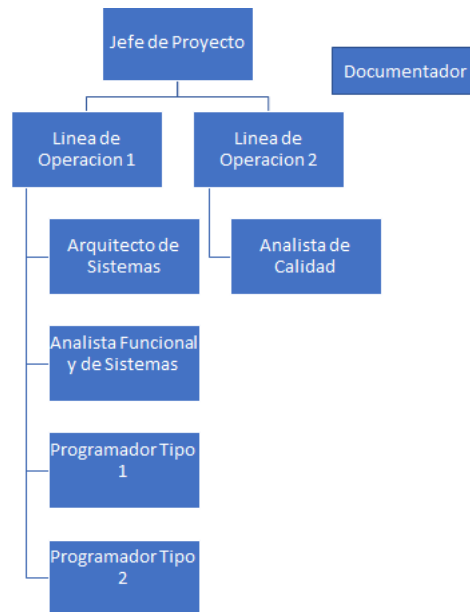 Jefe de Proyecto
Documentador
Linea de
Operacion 1
Linea de
Operacion 2
Arquitecto de
Sistemas
Analista de
Calidad
Analista Funcional
y de Sistemas
Programador Tipo
1
Programador Tipo
2